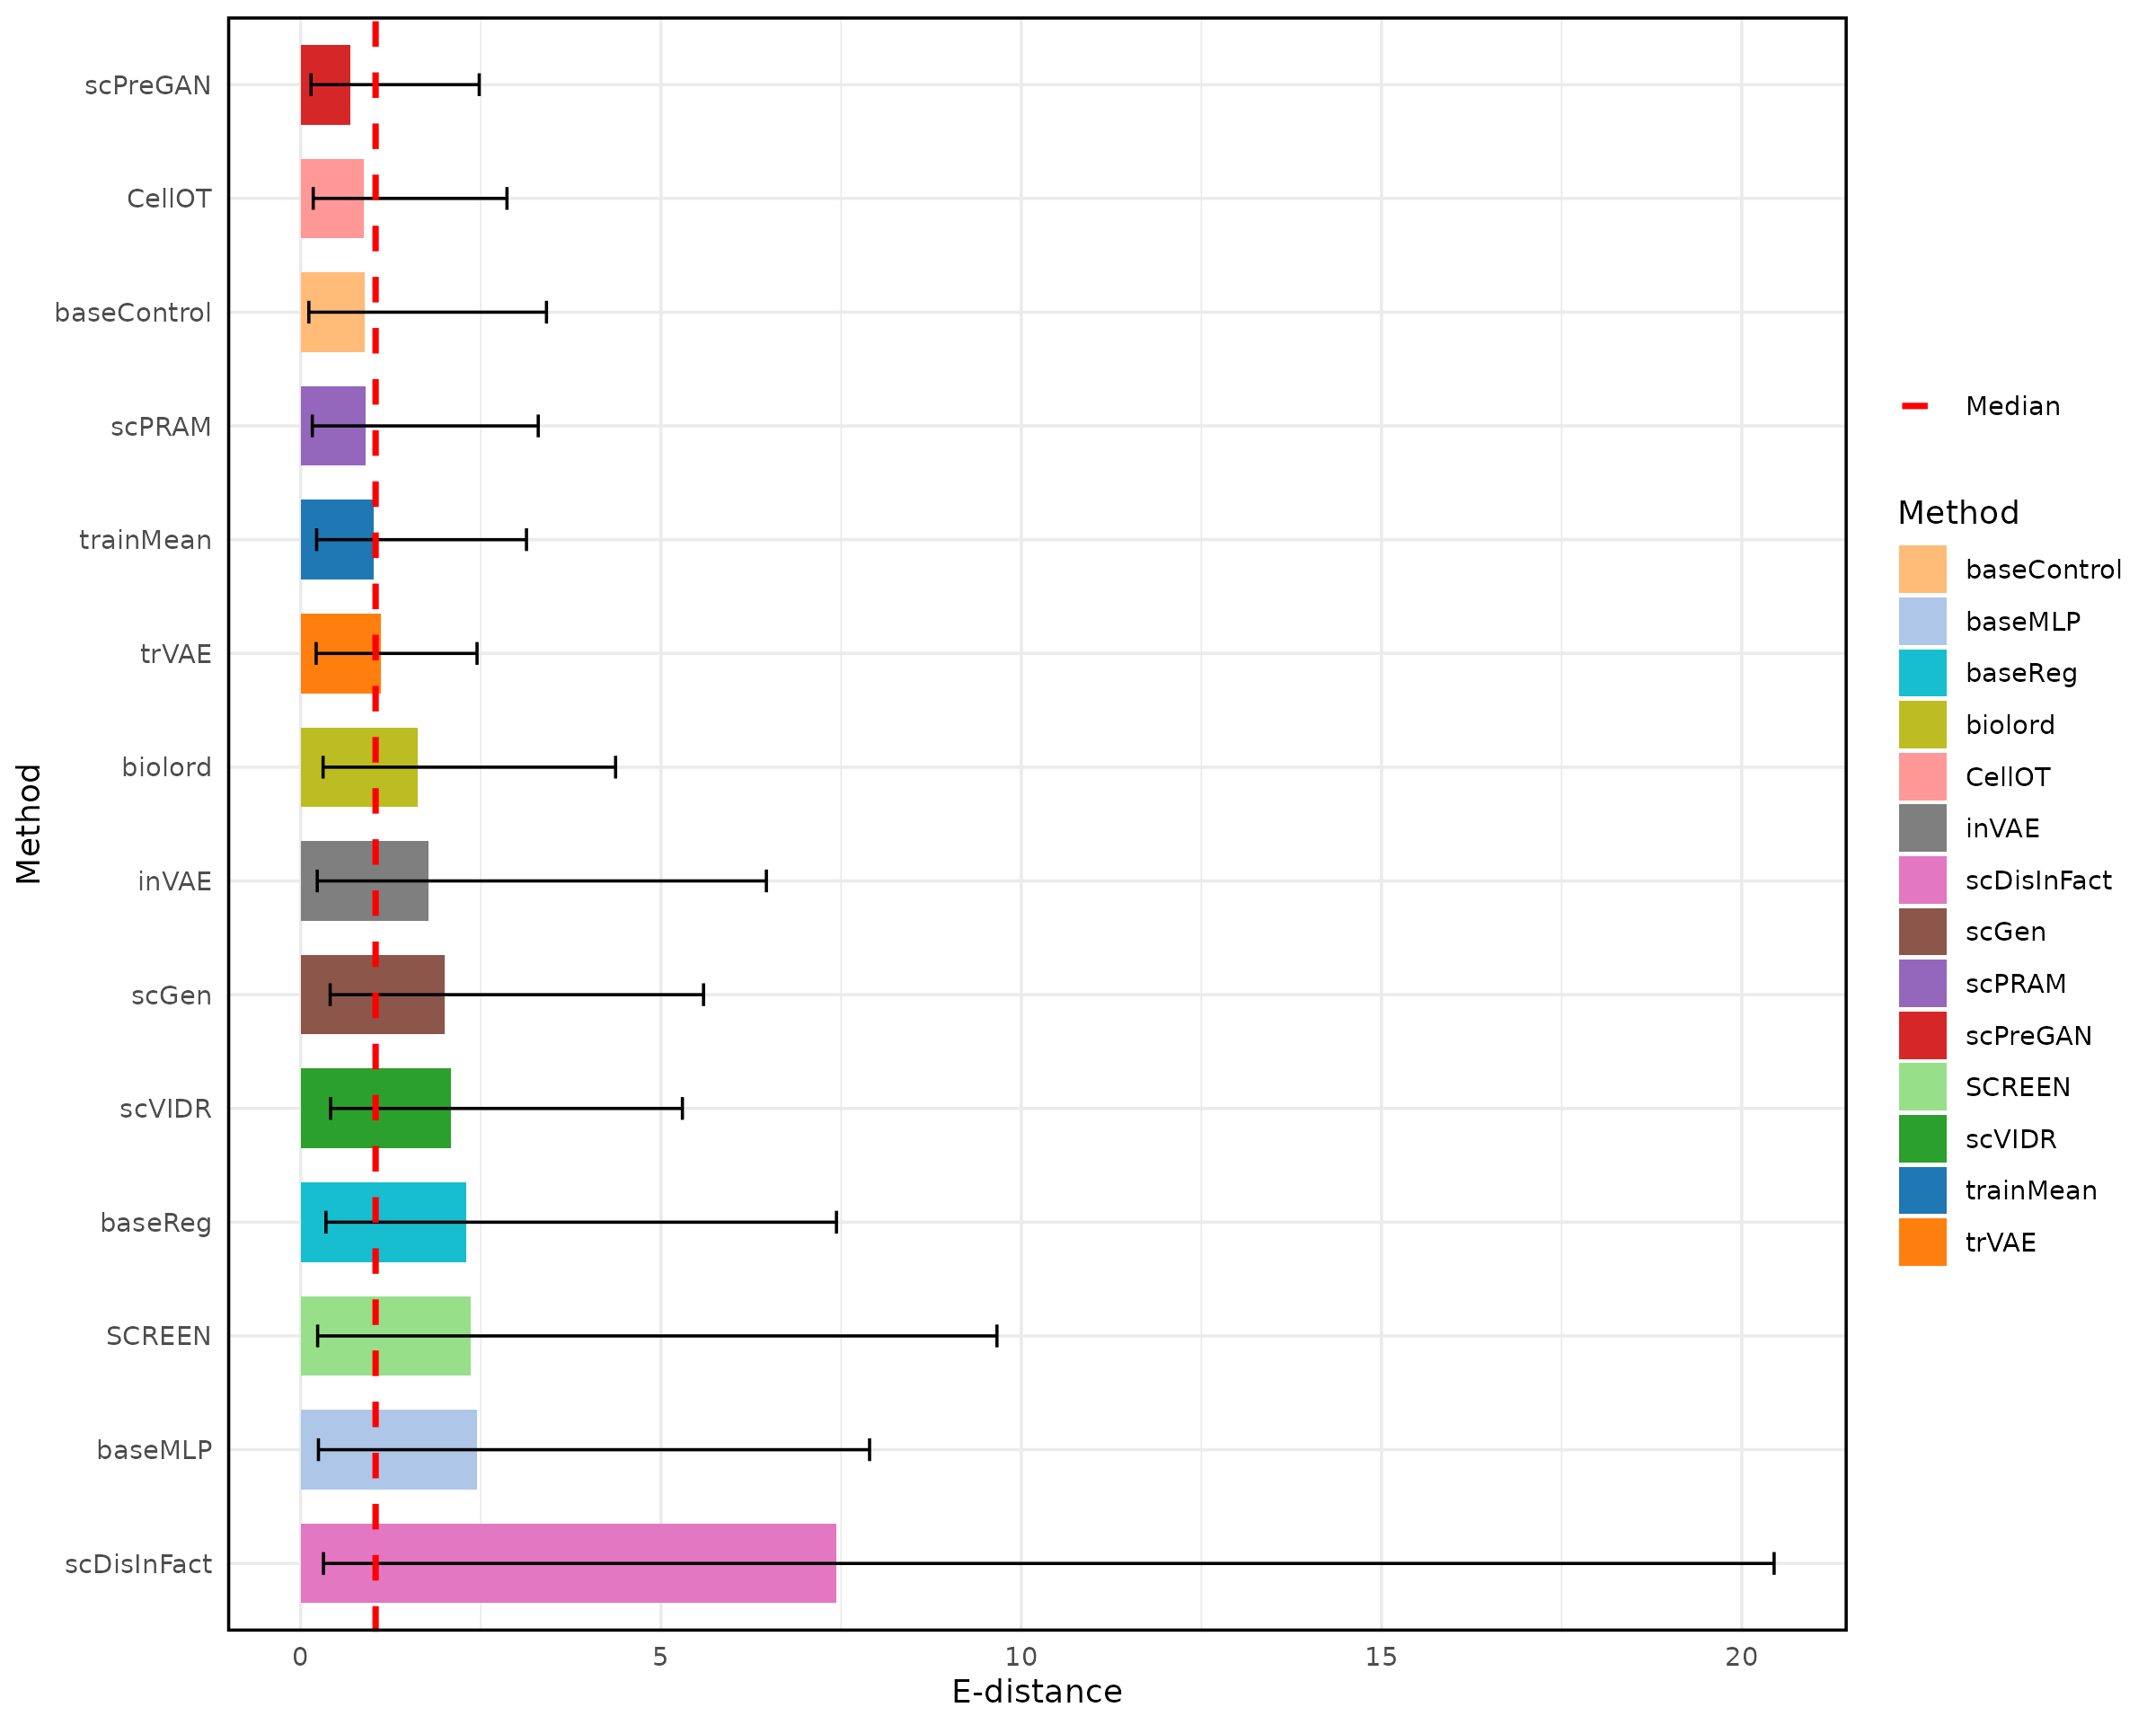 Method
scPreGAN
CellOT
baseControl
scPRAM
trainMean
trVAE
biolord
inVAE
scGen
scVIDR
baseReg
SCREEN
baseMLP
scDisInFact
0 5 10 15 20
E-distance
Median
Method
baseControl
baseMLP
baseReg
biolord
CellOT
inVAE
scDisInFact
scGen
scPRAM
scPreGAN
SCREEN
scVIDR
trainMean
trVAE